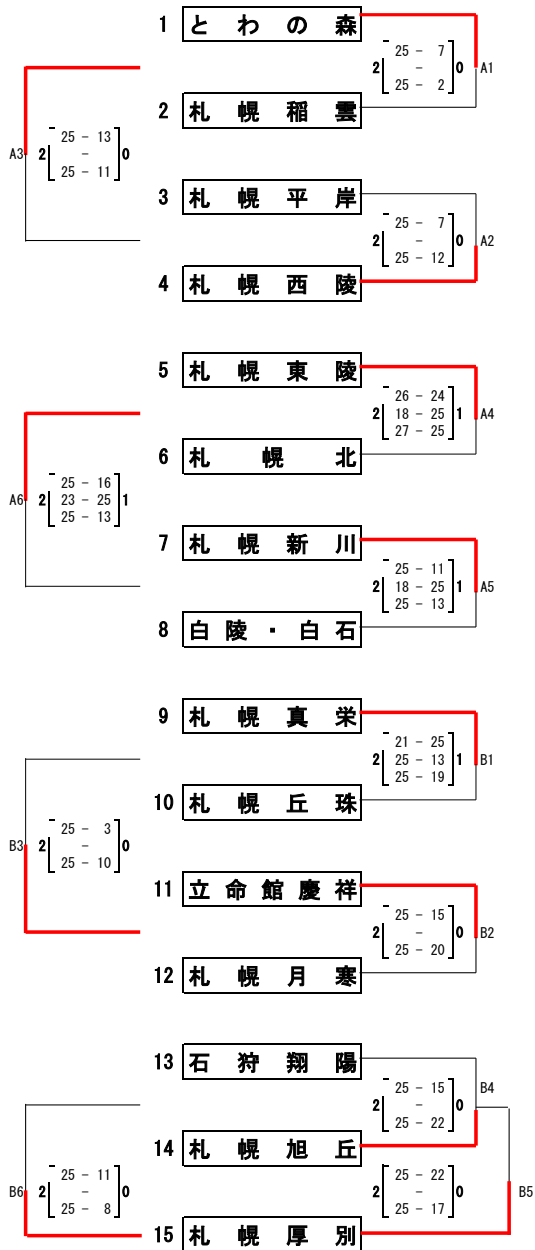 1 とわの森
25 - 7
2 - 0 A1
25 - 2
2 札幌稲雲
25 - 13
A3 2 - 0
25 - 11
3 札幌平岸
25 - 7
2 - 0 A2
25 - 12
4 札幌西陵
5 札幌東陵
26 - 24
2 18 - 25 1 A4
27 - 25
6 札幌北
25 - 16
A6 2 23 - 25 1
25 - 13
7 札幌新川
25 - 11
2 18 - 25 1 A5
25 - 13
8 白陵・白石
9 札幌真栄
21 - 25
2 25 - 13 1 B1
25 - 19
10 札幌丘珠
25 - 3
B3 2 - 0
25 - 10
11 立命館慶祥
25 - 15
2 - 0 B2
25 - 20
12 札幌月寒
13 石狩翔陽
25 - 15 B4
2 - 0
25 - 22
14 札幌旭丘
25 - 11
B6 2 - 0
25 - 8
25 - 22
2 - 0 B5
25 - 17
15 札幌厚別